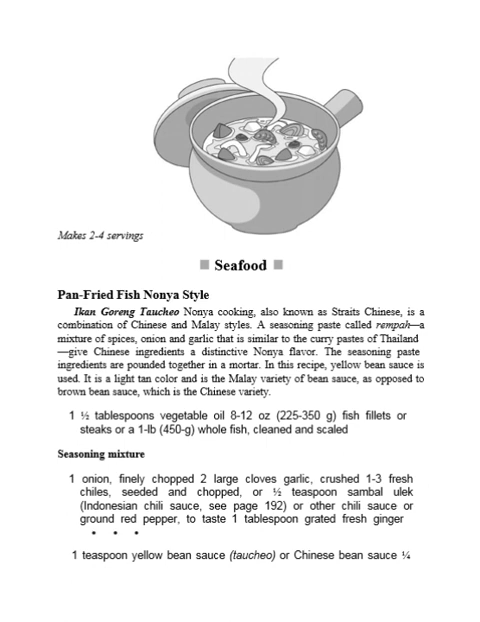 Makes 2-4 servings
Seafood
Pan-Fried Fish Nonya Style
Ikan Goreng Taucheo Nonya cooking, also known as Straits Chinese, is a
combination of Chinese and Malay styles. A seasoning paste called rempah—a
mixture of spices, onion and garlic that is similar to the curry pastes of Thailand
—give Chinese ingredients a distinctive Nonya flavor. The seasoning paste
ingredients are pounded together in a mortar. In this recipe, yellow bean sauce is
used. It is a light tan color and is the Malay variety of bean sauce, as opposed to
brown bean sauce, which is the Chinese variety.
1 ½ tablespoons vegetable oil 8-12 oz (225-350 g) fish fillets or
steaks or a 1-lb (450-g) whole fish, cleaned and scaled
Seasoning mixture
1 onion, finely chopped 2 large cloves garlic, crushed 1-3 fresh
chiles, seeded and chopped, or ½ teaspoon sambal ulek
(Indonesian chili sauce, see page 192) or other chili sauce or
ground red pepper, to taste 1 tablespoon grated fresh ginger
• • •
1 teaspoon yellow bean sauce (taucheo) or Chinese bean sauce ¼